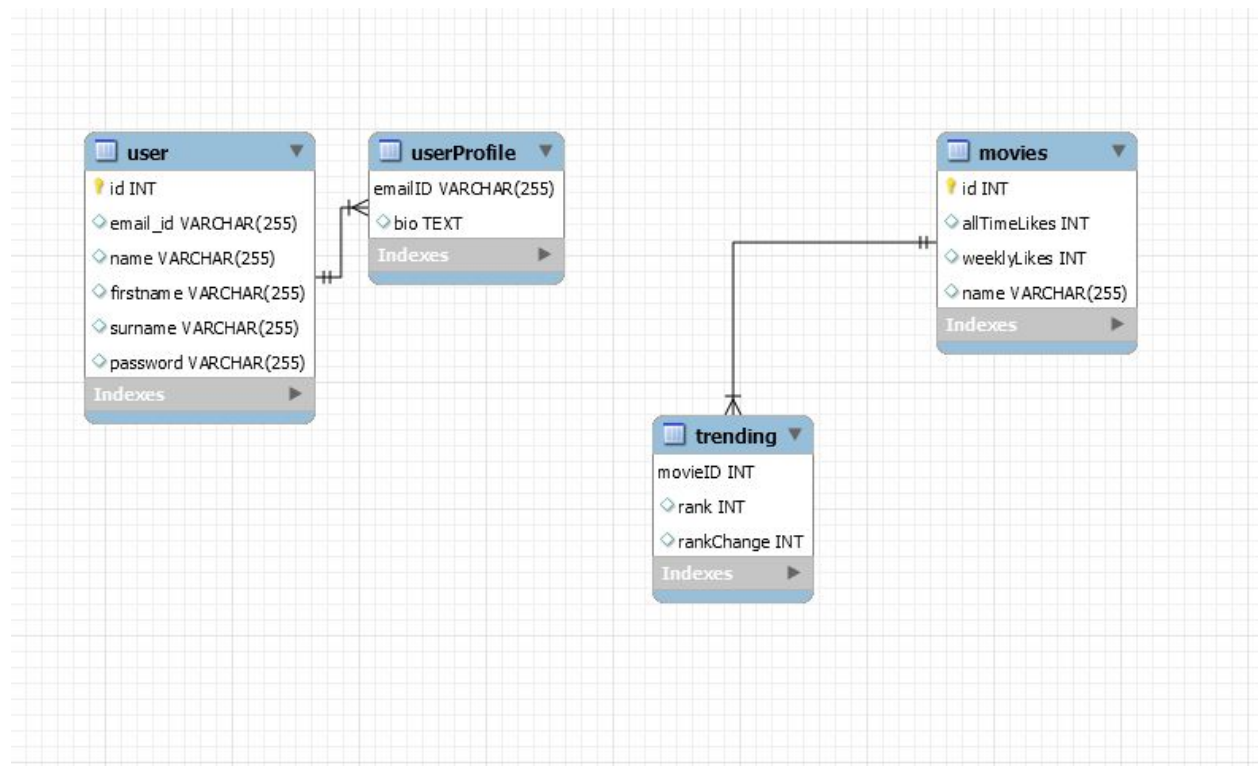 user
id INT
email_id VARCHAR(255)
name VARCHAR(255)
firstname VARCHAR(255)
surname VARCHAR(255)
password VARCHAR(255)
Indexes
userProfile
emailID VARCHAR(255)
bio TEXT
Indexes
movies
id INT
allTimeLikes INT
weeklyLikes INT
name VARCHAR(255)
Indexes
trending
movieID INT
rank INT
rankChange INT
Indexes